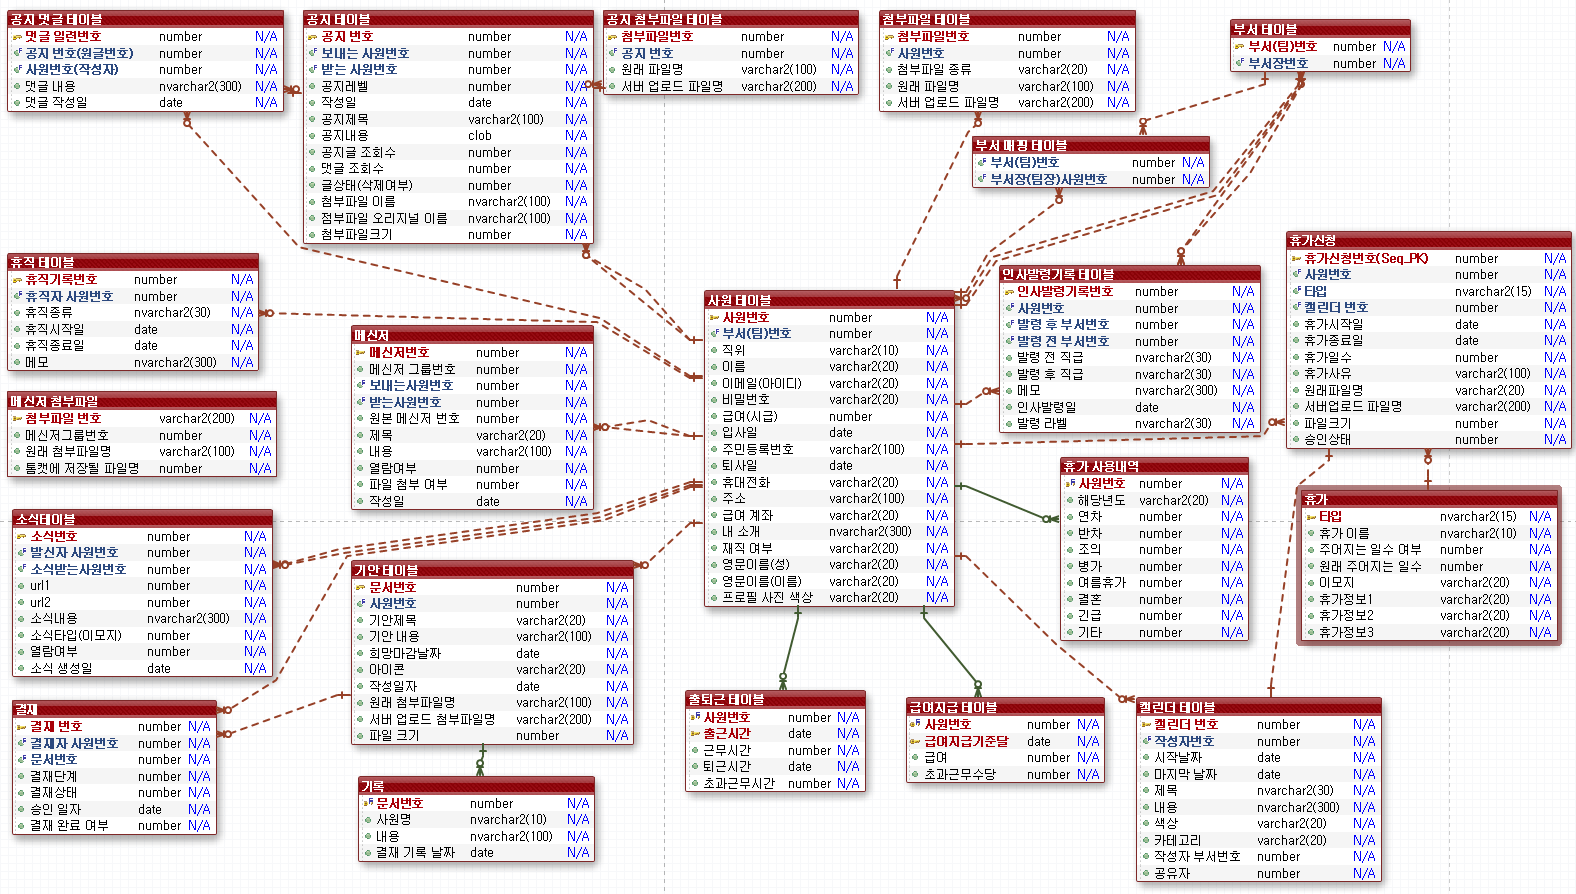 공지 댓글 테이블
댓글 일련번호 number N/A
공지 번호(원글번호) number N/A
사원번호(작성자) number N/A
댓글 내용 nvarchar2(300) N/A
댓글 작성일 date N/A
공지 테이블
공지 번호 number N/A
보내는 사원번호 number N/A
받는 사원번호 number N/A
공지레벨 number N/A
작성일 date N/A
공지제목 varchar2(100) N/A
공지내용 clob N/A
공지글 조회수 number N/A
댓글 조회수 number N/A
글상태(삭제여부) number N/A
첨부파일 이름 nvarchar2(100) N/A
첨부파일 오리지널 이름 nvarchar2(100) N/A
첨부파일크기 number N/A
공지 첨부파일 테이블
첨부파일번호 number N/A
공지 번호 number N/A
원래 파일명 varchar2(100) N/A
서버 업로드 파일명 varchar2(200) N/A
첨부파일 테이블
첨부파일번호 number N/A
사원번호 number N/A
첨부파일 종류 varchar2(20) N/A
원래 파일명 varchar2(100) N/A
서버 업로드 파일명 varchar2(200) N/A
부서 테이블
부서(팀)번호 number N/A
부서장번호 number N/A
부서 매핑 테이블
부서(팀)번호 number N/A
부서장(팀장)사원번호 number N/A
휴직 테이블
휴직기록번호 number N/A
휴직자 사원번호 number N/A
휴직종류 nvarchar2(30) N/A
휴직시작일 date N/A
휴직종료일 date N/A
메모 nvarchar2(300) N/A
메신저
메신저번호 number N/A
메신저 그룹번호 number N/A
보내는사원번호 number N/A
받는사원번호 number N/A
원본 메신저 번호 number N/A
제목 varchar2(20) N/A
내용 varchar2(100) N/A
열람여부 number N/A
파일 첨부 여부 number N/A
작성일 date N/A
사원 테이블
사원번호 number N/A
부서(팀)번호 number N/A
직위 varchar2(10) N/A
이름 varchar2(20) N/A
이메일(아이디) varchar2(20) N/A
비밀번호 varchar2(20) N/A
급여(시급) number N/A
입사일 date N/A
주민등록번호 varchar2(100) N/A
퇴사일 date N/A
휴대전화 varchar2(20) N/A
주소 varchar2(100) N/A
급여 계좌 varchar2(20) N/A
내 소개 nvarchar2(300) N/A
재직 여부 varchar2(20) N/A
영문이름(성) varchar2(20) N/A
영문이름(이름) varchar2(20) N/A
프로필 사진 색상 varchar2(20) N/A
인사발령기록 테이블
인사발령기록번호 number N/A
사원번호 number N/A
발령 후 부서번호 number N/A
발령 전 부서번호 number N/A
발령 전 직급 nvarchar2(30) N/A
발령 후 직급 nvarchar2(30) N/A
메모 nvarchar2(300) N/A
인사발령일 date N/A
발령 라벨 nvarchar2(30) N/A
휴가신청
휴가신청번호(Seq_PK) number N/A
사원번호 number N/A
타입 nvarchar2(15) N/A
캘린더 번호 number N/A
휴가시작일 date N/A
휴가종료일 date N/A
휴가일수 number N/A
휴가사유 varchar2(100) N/A
원래파일명 varchar2(20) N/A
서버업로드 파일명 varchar2(200) N/A
파일크기 number N/A
승인상태 number N/A
메신저 첨부파일
첨부파일 번호 varchar2(200) N/A
메신저그룹번호 number N/A
원래 첨부파일명 varchar2(100) N/A
톰캣에 저장될 파일명 number N/A
휴가 사용내역
사원번호 number N/A
해당년도 varchar2(20) N/A
연차 number N/A
반차 number N/A
조의 number N/A
병가 number N/A
여름휴가 number N/A
결혼 number N/A
긴급 number N/A
기타 number N/A
휴가
타입 nvarchar2(15) N/A
휴가 이름 nvarchar2(10) N/A
주어지는 일수 여부 number N/A
원래 주어지는 일수 number N/A
이모지 varchar2(20) N/A
휴가정보1 varchar2(20) N/A
휴가정보2 varchar2(20) N/A
휴가정보3 varchar2(20) N/A
소식테이블
소식번호 number N/A
발신자 사원번호 number N/A
소식받는사원번호 number N/A
url1 number N/A
url2 number N/A
소식내용 nvarchar2(300) N/A
소식타입(이모지) number N/A
열람여부 number N/A
소식 생성일 date N/A
기안 테이블
문서번호 number N/A
사원번호 number N/A
기안제목 varchar2(20) N/A
기안 내용 varchar2(100) N/A
희망마감날짜 date N/A
아이콘 varchar2(20) N/A
작성일자 date N/A
원래 첨부파일명 varchar2(100) N/A
서버 업로드 첨부파일명 varchar2(200) N/A
파일 크기 number N/A
결재
결재 번호 number N/A
결재자 사원번호 number N/A
문서번호 number N/A
결재단계 number N/A
결재상태 number N/A
승인 일자 date N/A
결재 완료 여부 number N/A
기록
문서번호 number N/A
사원명 nvarchar2(10) N/A
내용 nvarchar2(100) N/A
결재 기록 날짜 date N/A
출퇴근 테이블
사원번호 number N/A
출근시간 date N/A
근무시간 number N/A
퇴근시간 date N/A
초과근무시간 number N/A
급여지급 테이블
사원번호 number N/A
급여지급기준달 date N/A
급여 number N/A
초과근무수당 number N/A
캘린더 테이블
캘린더 번호 number N/A
작성자번호 number N/A
시작날짜 date N/A
마지막 날짜 date N/A
제목 nvarchar2(30) N/A
내용 nvarchar2(300) N/A
색상 varchar2(20) N/A
카테고리 varchar2(20) N/A
작성자 부서번호 number N/A
공유자 number N/A